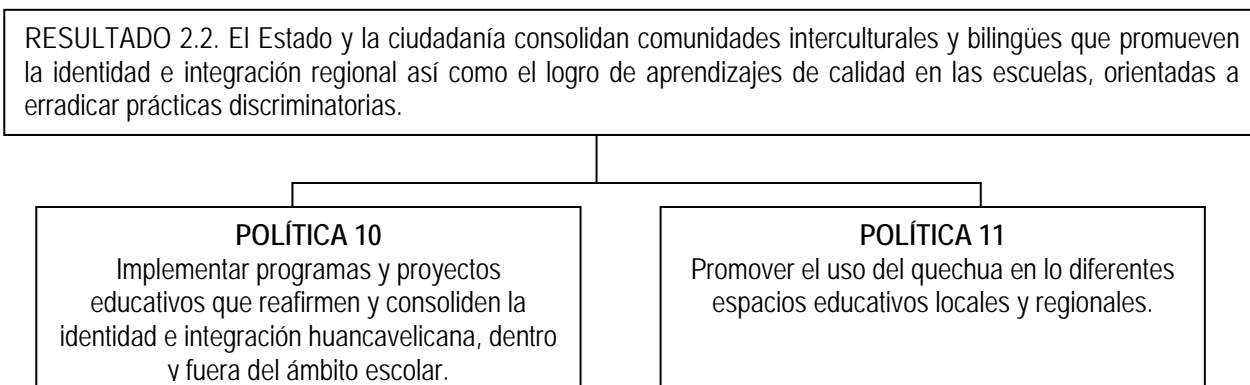 RESULTADO 2.2. El Estado y la ciudadanía consolidan comunidades interculturales y bilingües que promueven
la identidad e integración regional así como el logro de aprendizajes de calidad en las escuelas, orientadas a
erradicar prácticas discriminatorias.
POLÍTICA 10
Implementar programas y proyectos
educativos que reafirmen y consoliden la
identidad e integración huancavelicana, dentro
y fuera del ámbito escolar.
POLÍTICA 11
Promover el uso del quechua en lo diferentes
espacios educativos locales y regionales.